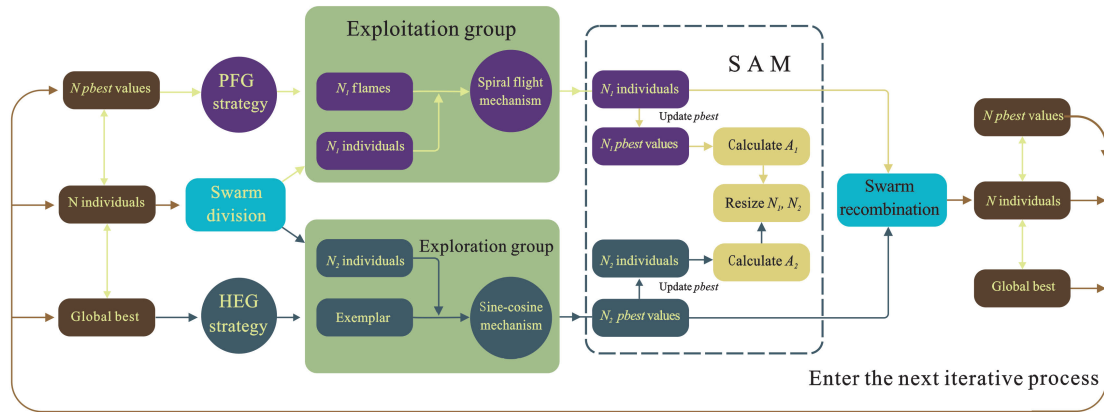 Exploitation group
S A M
N pbest values
PFG
strategy
N1 flames
Spiral flight
mechanism
N1 individuals
Update pbest
N1 individuals
N1 pbest values
Calculate A1
N pbest values
N individuals
Swarm
division
Resize N1, N2
Swarm
recombination
N individuals
Exploration group
N2 individuals
N2 individuals
Calculate A2
Update pbest
Global best
HEG
strategy
Exemplar
Sine-cosine
mechanism
N2 pbest values
Global best
Enter the next iterative process